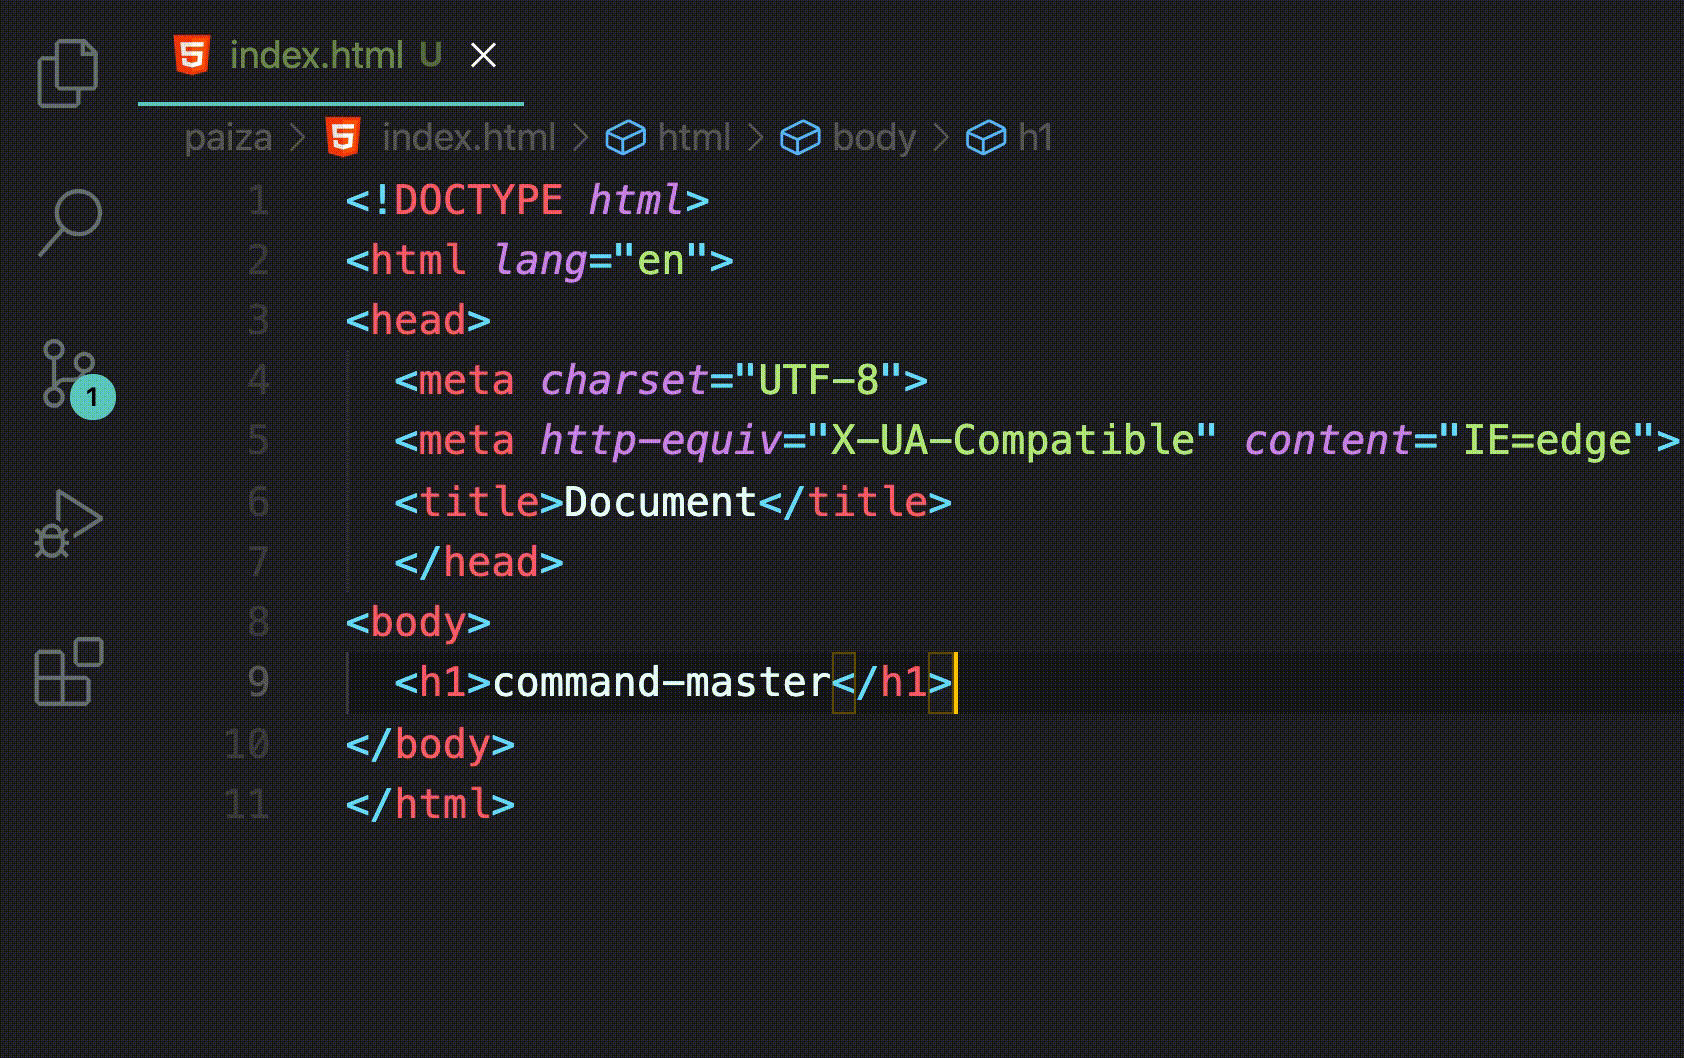 index.html U
paiza > index.html > html > body > h1
1 <!DOCTYPE html>
2 <html lang="en">
3 <head>
4   <meta charset="UTF-8">
1
5   <meta http-equiv="X-UA-Compatible" content="IE=edge">
6   <title>Document</title>
7   </head>
8 <body>
9   <h1>command-master</h1>
10 </body>
11 </html>